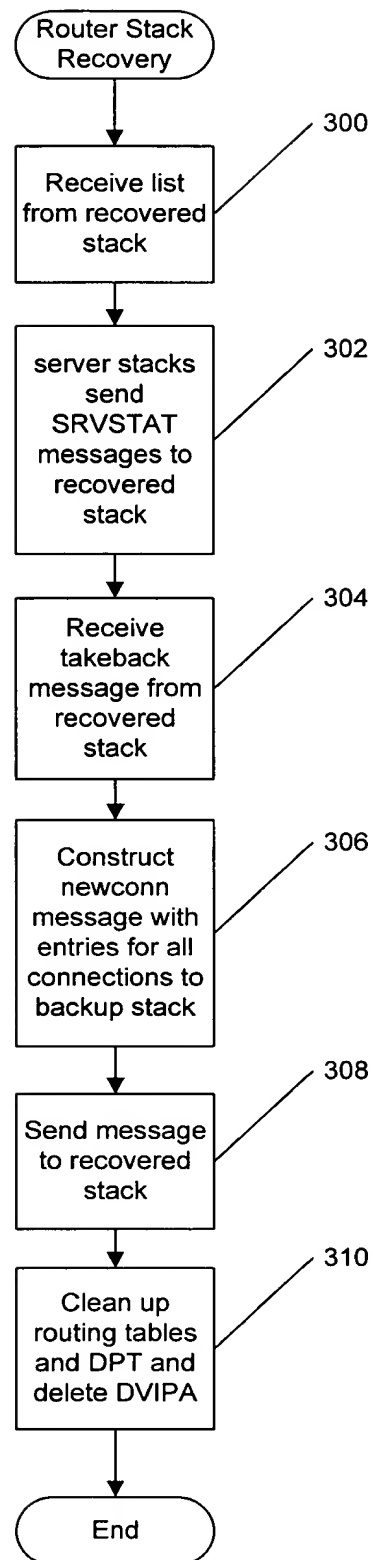 Router Stack
Recovery
300
Receive list
from recovered
stack
302
server stacks
send
SRVSTAT
messages to
recovered
stack
304
Receive
takeback
message from
recovered
stack
306
Construct
newconn
message with
entries for all
connections to
backup stack
308
Send message
to recovered
stack
310
Clean up
routing tables
and DPT and
delete DVIPA
End